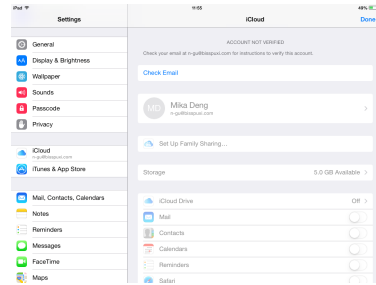 iPad
11:55
49%
Settings
iCloud
Done
General
Display & Brightness
Wallpaper
Sounds
Passcode
Privacy
iCloud
iTunes & App Store
Mail, Contacts, Calendars
Notes
Reminders
Messages
FaceTime
Maps
ACCOUNT NOT VERIFIED
Check Email
MD
Mika Deng
Set Up Family Sharing...
Storage
5.0 GB Available
iCloud Drive
Off
Mail
Contacts
Calendars
Reminders
Safari